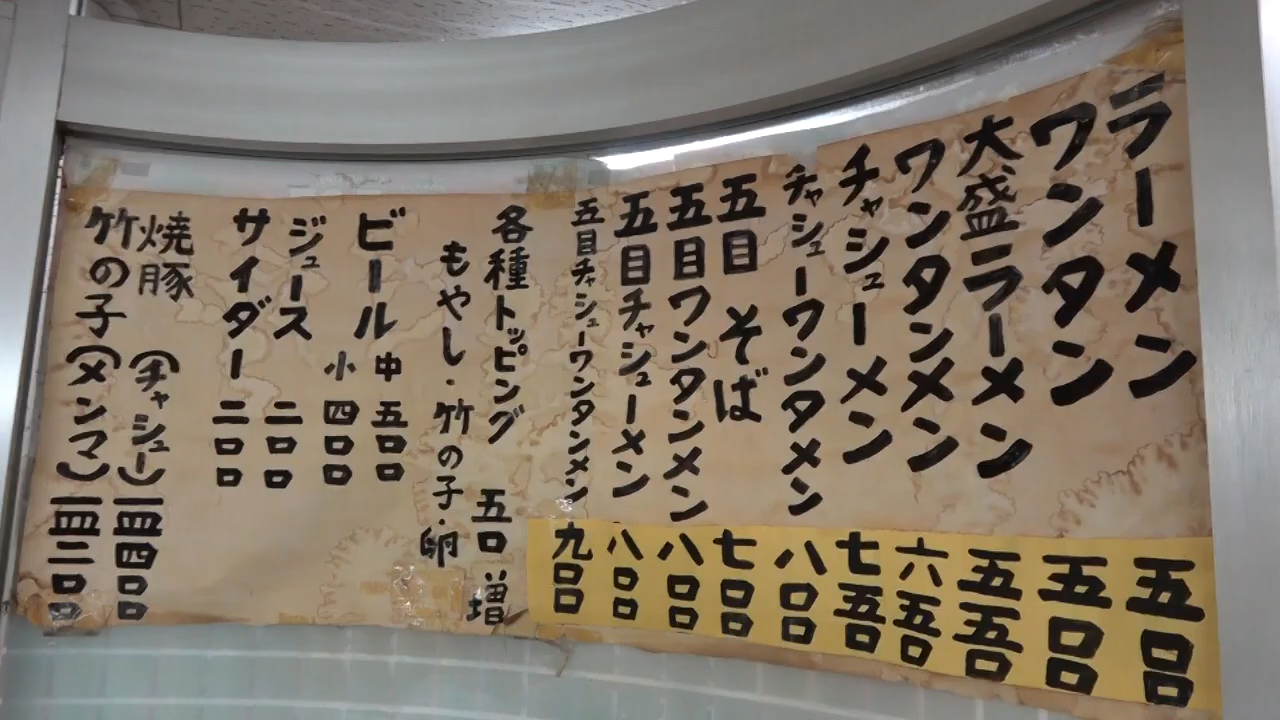 ラーメン 五〇〇
ワンタン 五〇〇
大盛ラーメン 五五〇
ワンタンメン 六五〇
チャシューメン 七五〇
チャシューワンタメン 八〇〇
五目 そば 七〇〇
五目ワンタンメン 八〇〇
五目チャシューメン 八〇〇
五目チャシューワンタンメン 九〇〇
各種トッピング 五〇増
もやし・竹の子・卵
ビール 中 五〇〇
小 四〇〇
ジュース 二〇〇
サイダー 二〇〇
焼豚(チャシュー) 一皿四〇〇
竹の子(メンマ) 一皿二〇〇